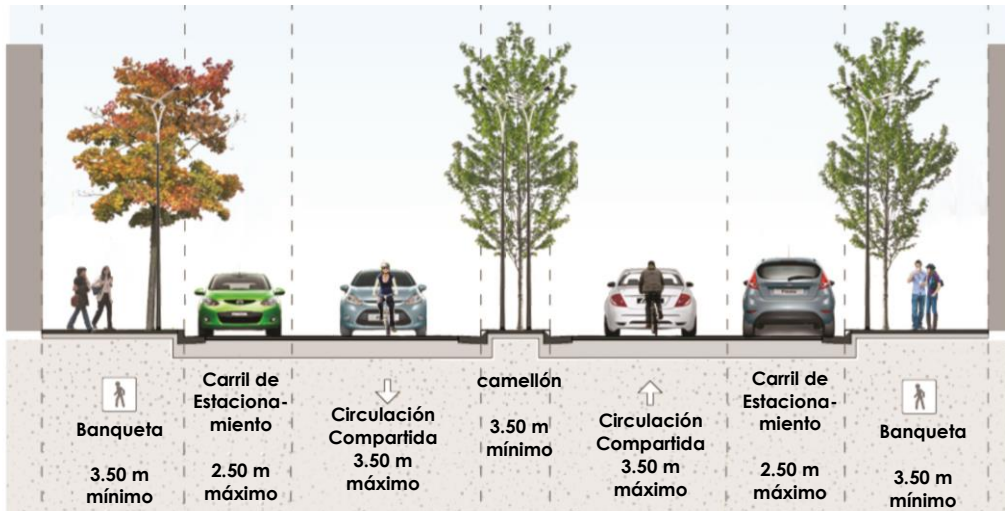 Banqueta
3.50 m
mínimo
Carril de
Estaciona-
miento
2.50 m
máximo
Circulación
Compartida
3.50 m
máximo
camellón
3.50 m
mínimo
Circulación
Compartida
3.50 m
máximo
Carril de
Estaciona-
miento
2.50 m
máximo
Banqueta
3.50 m
mínimo